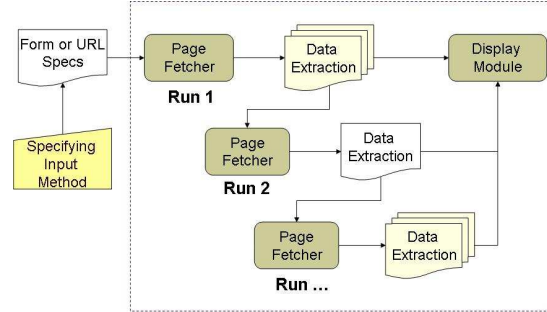 Form or URL
Specs
Page
Fetcher
Data
Extraction
Display
Module
Run 1
Specifying
Input
Method
Page
Fetcher
Data
Extraction
Run 2
Page
Fetcher
Data
Extraction
Run ...